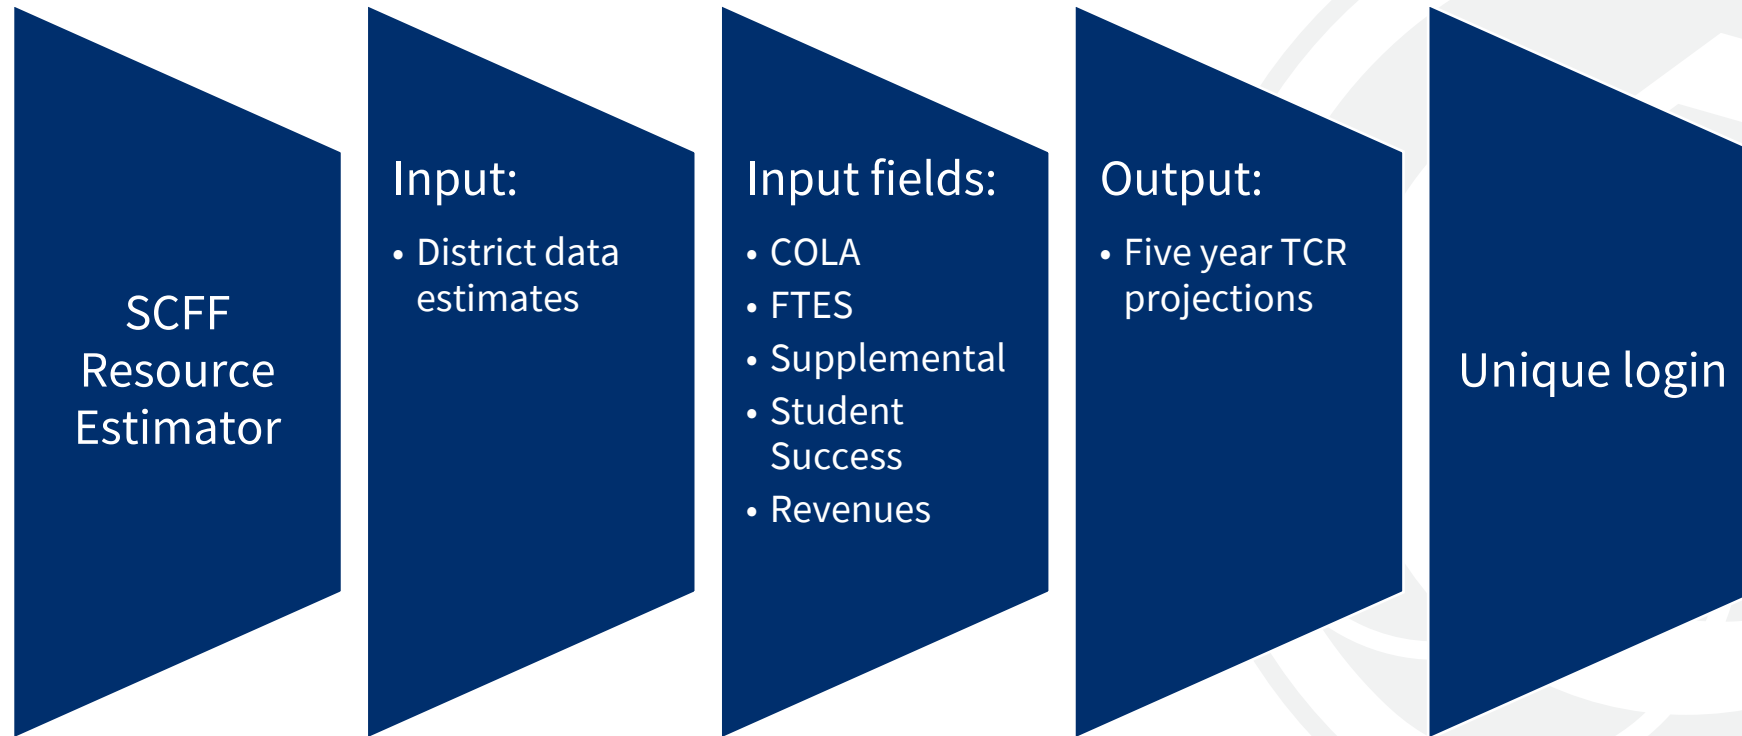 SCFF
Resource
Estimator
Input:
• District data
estimates
Input fields:
• COLA
• FTES
• Supplemental
• Student
Success
• Revenues
Output:
• Five year TCR
projections
Unique login